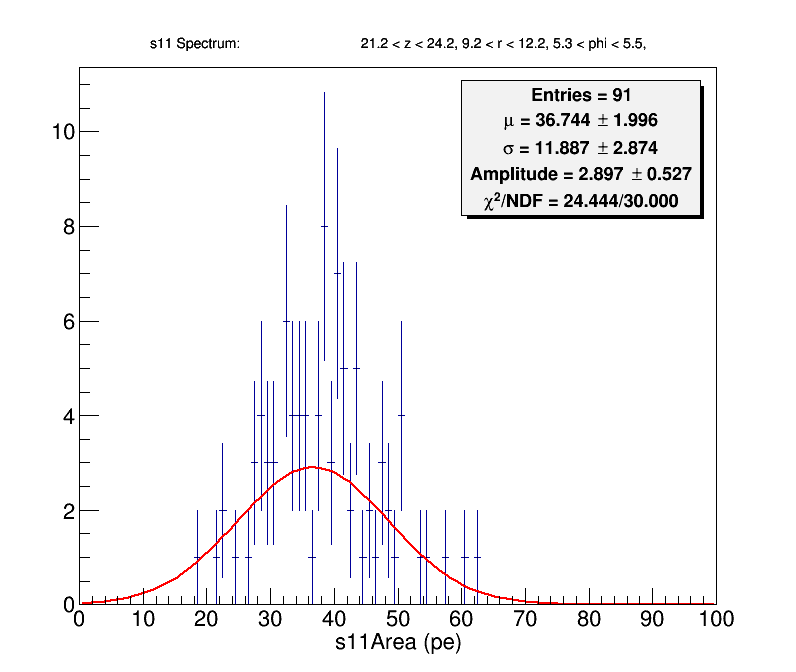 s11 Spectrum: 21.2 < z < 24.2, 9.2 < r < 12.2, 5.3 < phi < 5.5,
Entries = 91
μ = 36.744 ± 1.996
σ = 11.887 ± 2.874
Amplitude = 2.897 ± 0.527
χ²/NDF = 24.444/30.000
10
8
6
4
2
0
0 10 20 30 40 50 60 70 80 90 100
s11Area (pe)